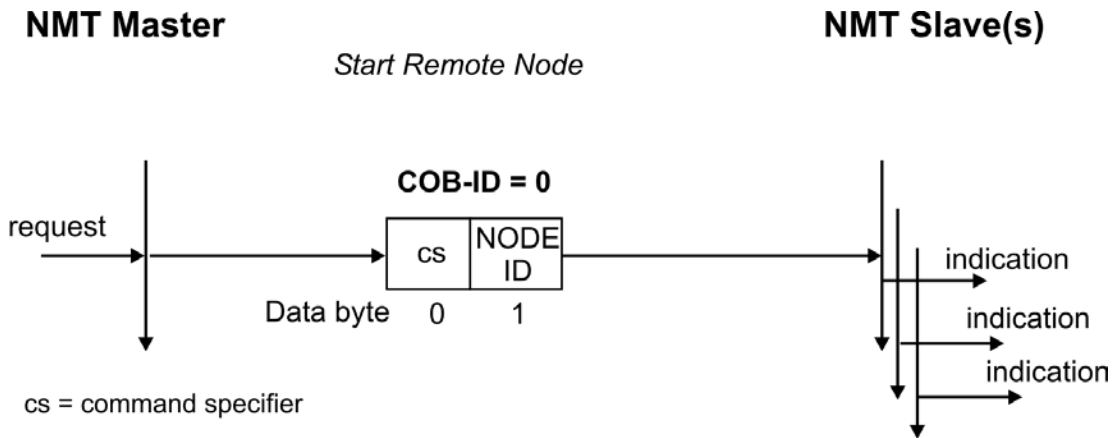 NMT Master
NMT Slave(s)
Start Remote Node
COB-ID = 0
request
cs
NODE
ID
indication
Data byte 0 1
indication
indication
cs = command specifier